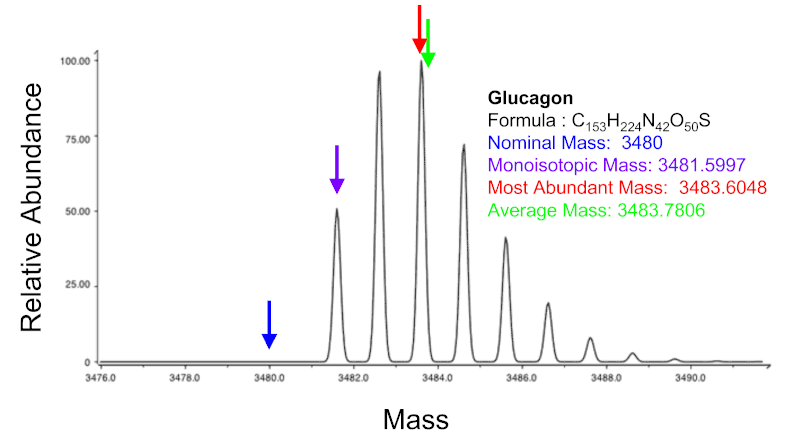 100.00
75.00
50.00
25.00
0
Relative Abundance
Glucagon
Formula : C₁₅₃H₂₂₄N₄₂O₅₀S
Nominal Mass:  3480
Monoisotopic Mass: 3481.5997
Most Abundant Mass:  3483.6048
Average Mass: 3483.7806
3476.0 3478.0 3480.0 3482.0 3484.0 3486.0 3488.0 3490.0
Mass